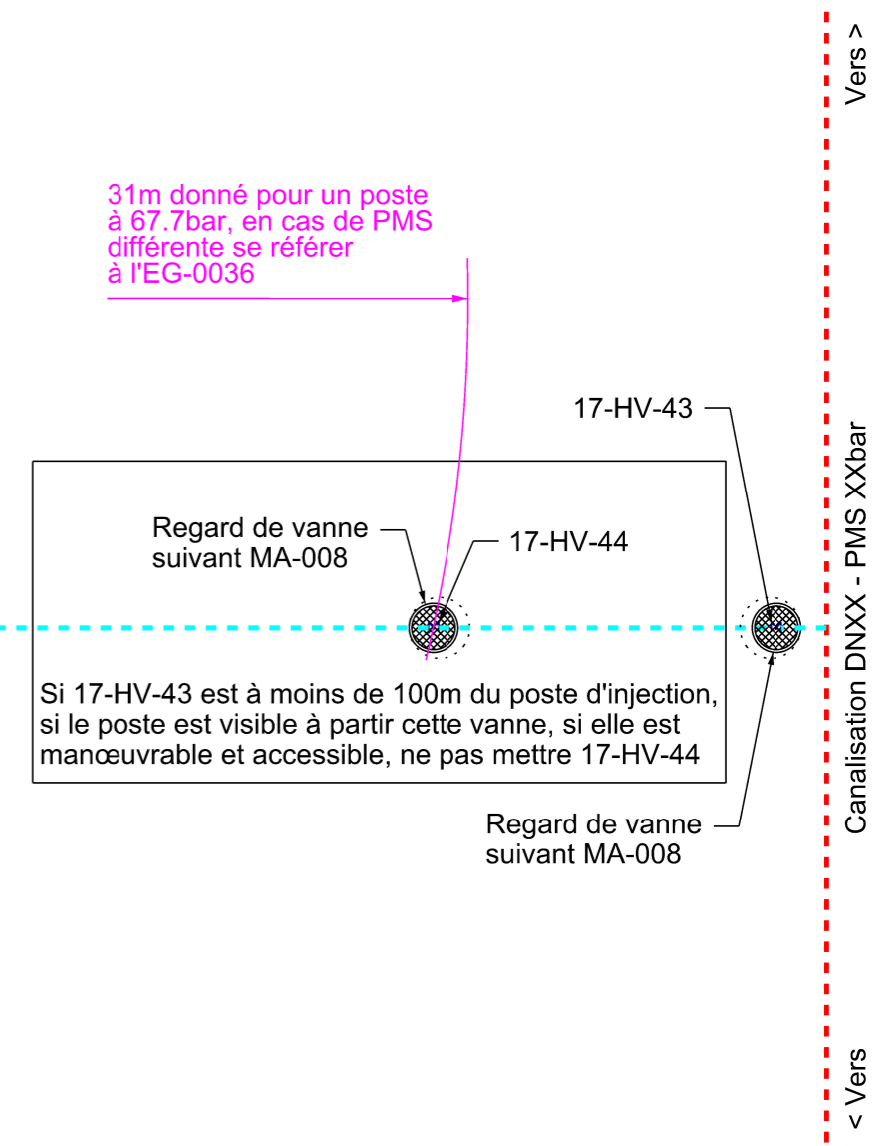 Vers >
31m donné pour un poste
à 67.7bar, en cas de PMS
différente se référer
à l'EG-0036
17-HV-43
Regard de vanne
suivant MA-008
17-HV-44
Canalisation DNXX - PMS XXbar
Si 17-HV-43 est à moins de 100m du poste d'injection,
si le poste est visible à partir cette vanne, si elle est
manœuvrable et accessible, ne pas mettre 17-HV-44
Regard de vanne
suivant MA-008
< Vers